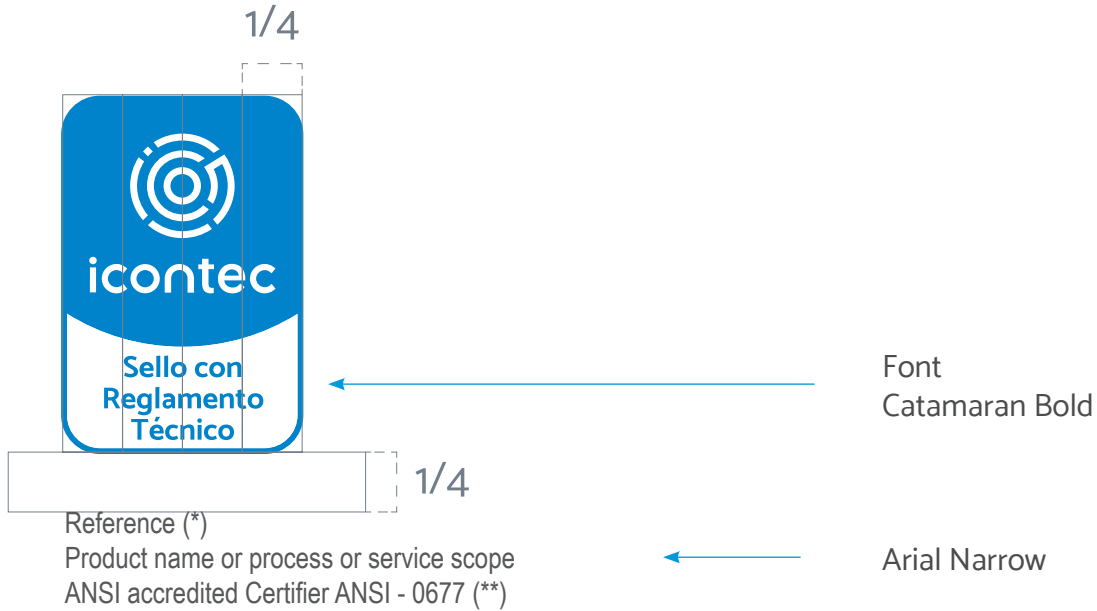 1/4
icontec
Sello con
Reglamento
Técnico
Font
Catamaran Bold
1/4
Reference (*)
Product name or process or service scope
ANSI accredited Certifier ANSI - 0677 (**)
Arial Narrow